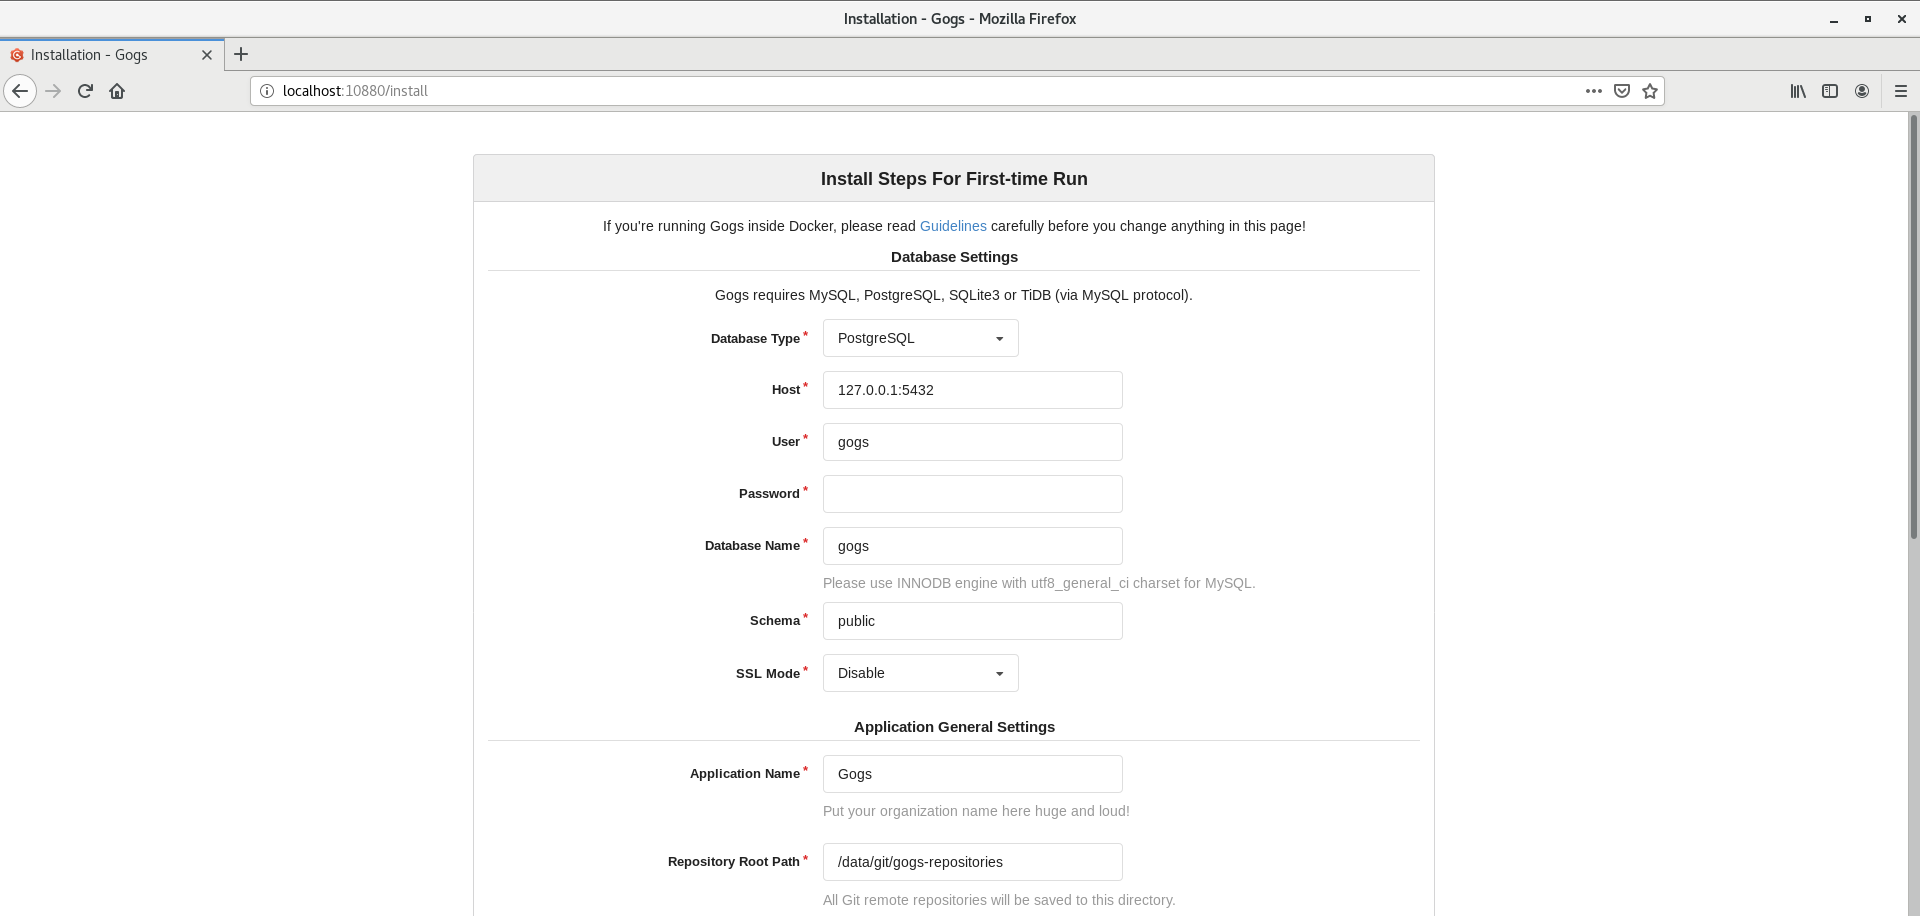 Installation - Gogs - Mozilla Firefox
Installation - Gogs
localhost:10880/install
Install Steps For First-time Run
If you're running Gogs inside Docker, please read Guidelines carefully before you change anything in this page!
Database Settings
Gogs requires MySQL, PostgreSQL, SQLite3 or TiDB (via MySQL protocol).
Database Type * PostgreSQL
Host * 127.0.0.1:5432
User * gogs
Password *
Database Name * gogs
Please use INNODB engine with utf8_general_ci charset for MySQL.
Schema * public
SSL Mode * Disable
Application General Settings
Application Name * Gogs
Put your organization name here huge and loud!
Repository Root Path * /data/git/gogs-repositories
All Git remote repositories will be saved to this directory.